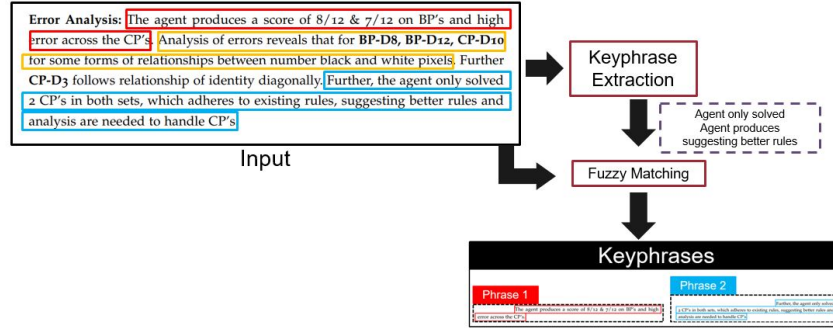 Error Analysis: The agent produces a score of 8/12 & 7/12 on BP's and high
error across the CP's. Analysis of errors reveals that for BP-D8, BP-D12, CP-D10
for some forms of relationships between number black and white pixels. Further
CP-D3 follows relationship of identity diagonally. Further, the agent only solved
2 CP's in both sets, which adheres to existing rules, suggesting better rules and
analysis are needed to handle CP's
Input
Keyphrase
Extraction
Agent only solved
Agent produces
suggesting better rules
Fuzzy Matching
Keyphrases
Phrase 1
The agent produces a score of 8/12 & 7/12 on BP's and high
error across the CP's
Phrase 2
Further, the agent only solved
2 CP's in both sets, which adheres to existing rules, suggesting better rules and
analysis are needed to handle CP's